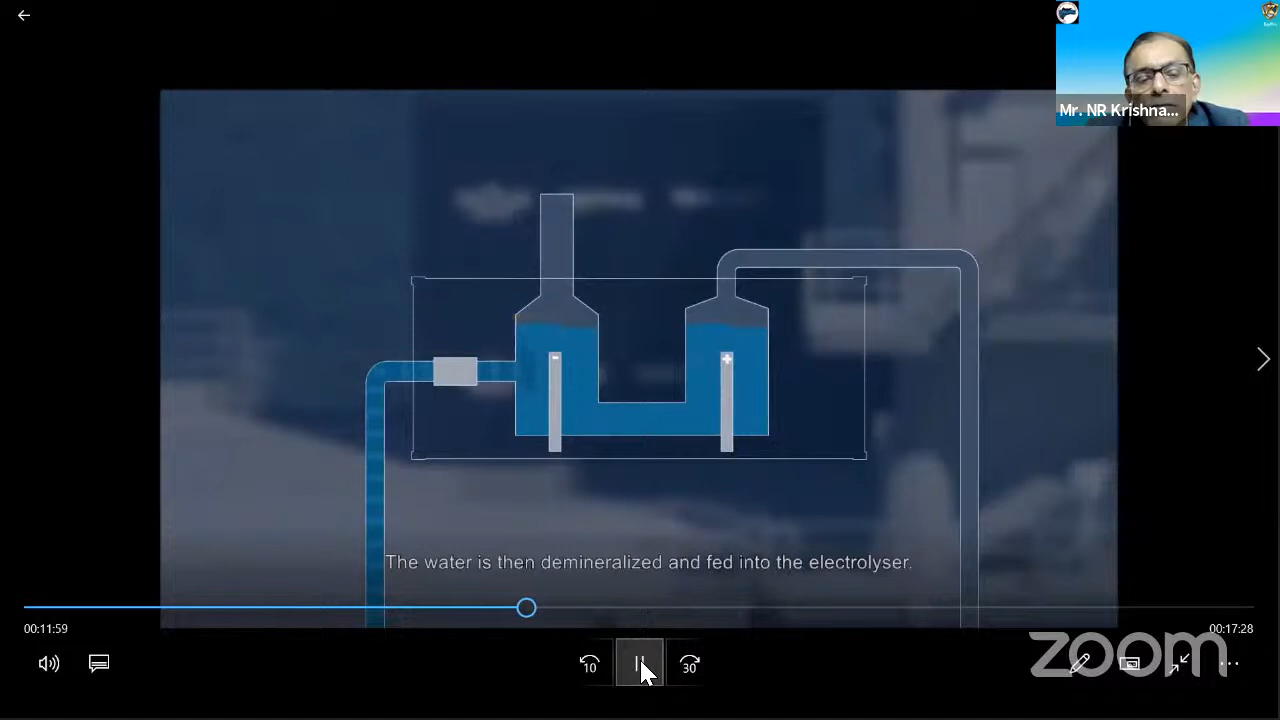 Mr. NR Krishna...
-
+
The water is then demineralized and fed into the electrolyser.
00:11:59
00:17:28
10
30
zoom